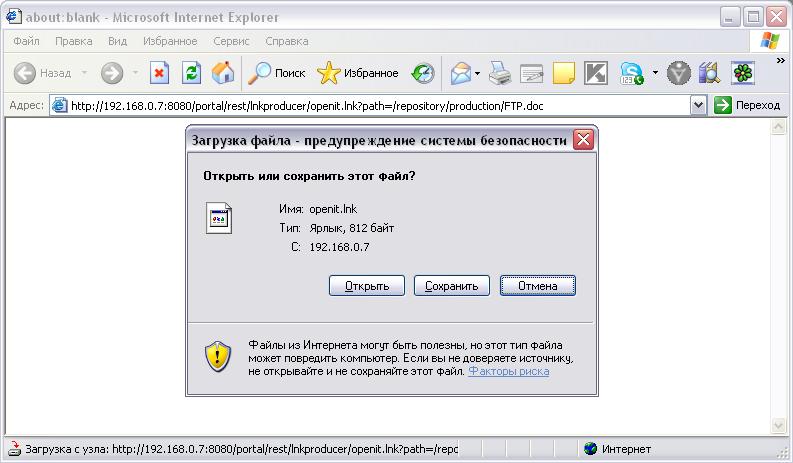 about:blank - Microsoft Internet Explorer
Файл Правка Вид Избранное Сервис Справка
Назад Поиск Избранное
Адрес: http://192.168.0.7:8080/portal/rest/lnkproducer/openit.lnk?path=/repository/production/FTP.doc Переход
Загрузка файла - предупреждение системы безопасности
Открыть или сохранить этот файл?
Имя: openit.lnk
Тип: Ярлык, 812 байт
С: 192.168.0.7
Открыть Сохранить Отмена
Файлы из Интернета могут быть полезны, но этот тип файла
может повредить компьютер. Если вы не доверяете источнику,
не открывайте и не сохраняйте этот файл. Факторы риска
Загрузка с узла: http://192.168.0.7:8080/portal/rest/lnkproducer/openit.lnk?path=/repo Интернет